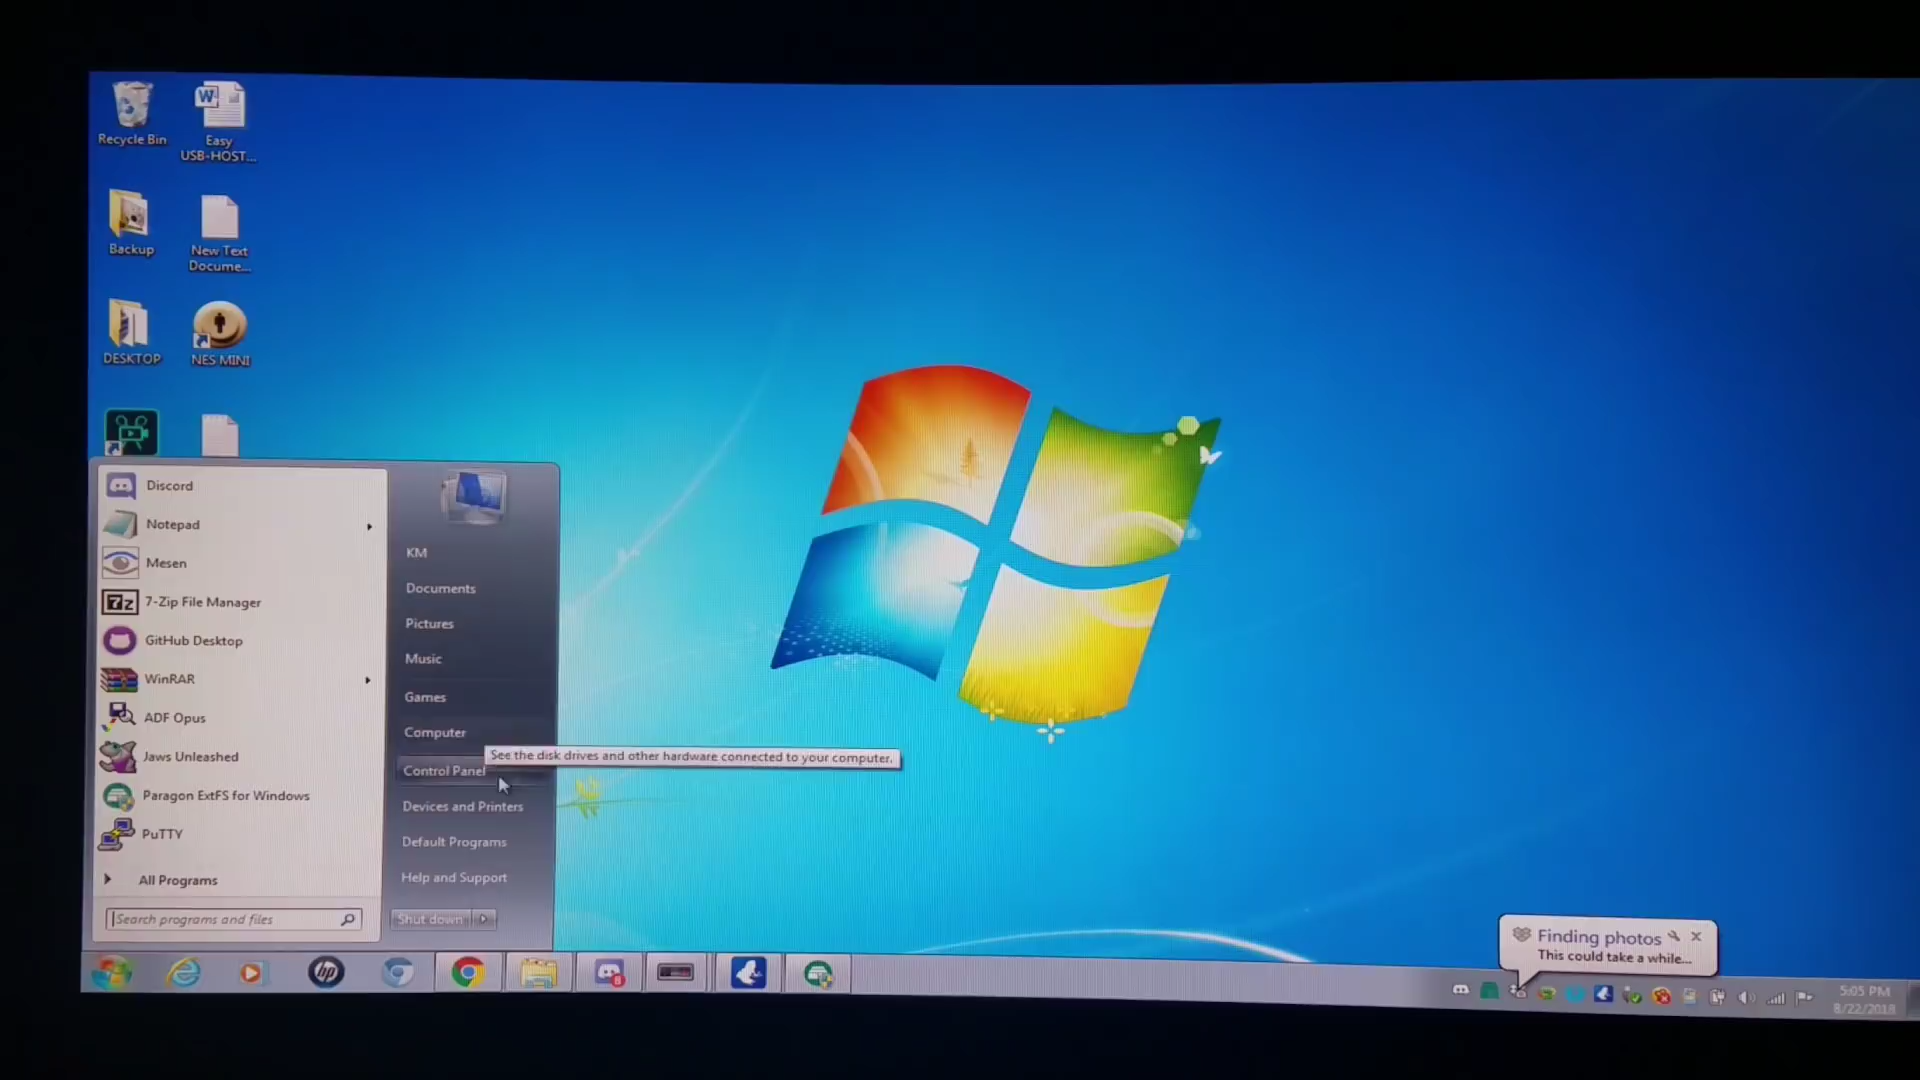 Recycle Bin
Easy
USB-HOST...
Backup
New Text
Docume...
DESKTOP
NES MINI
Discord
Notepad
Mesen
7-Zip File Manager
GitHub Desktop
WinRAR
ADF Opus
Jaws Unleashed
Paragon ExtFS for Windows
PuTTY
All Programs
Search programs and files
KM
Documents
Pictures
Music
Games
Computer
See the disk drives and other hardware connected to your computer.
Control Panel
Devices and Printers
Default Programs
Help and Support
Shut down
Finding photos
This could take a while...
5:05 PM
8/22/2018